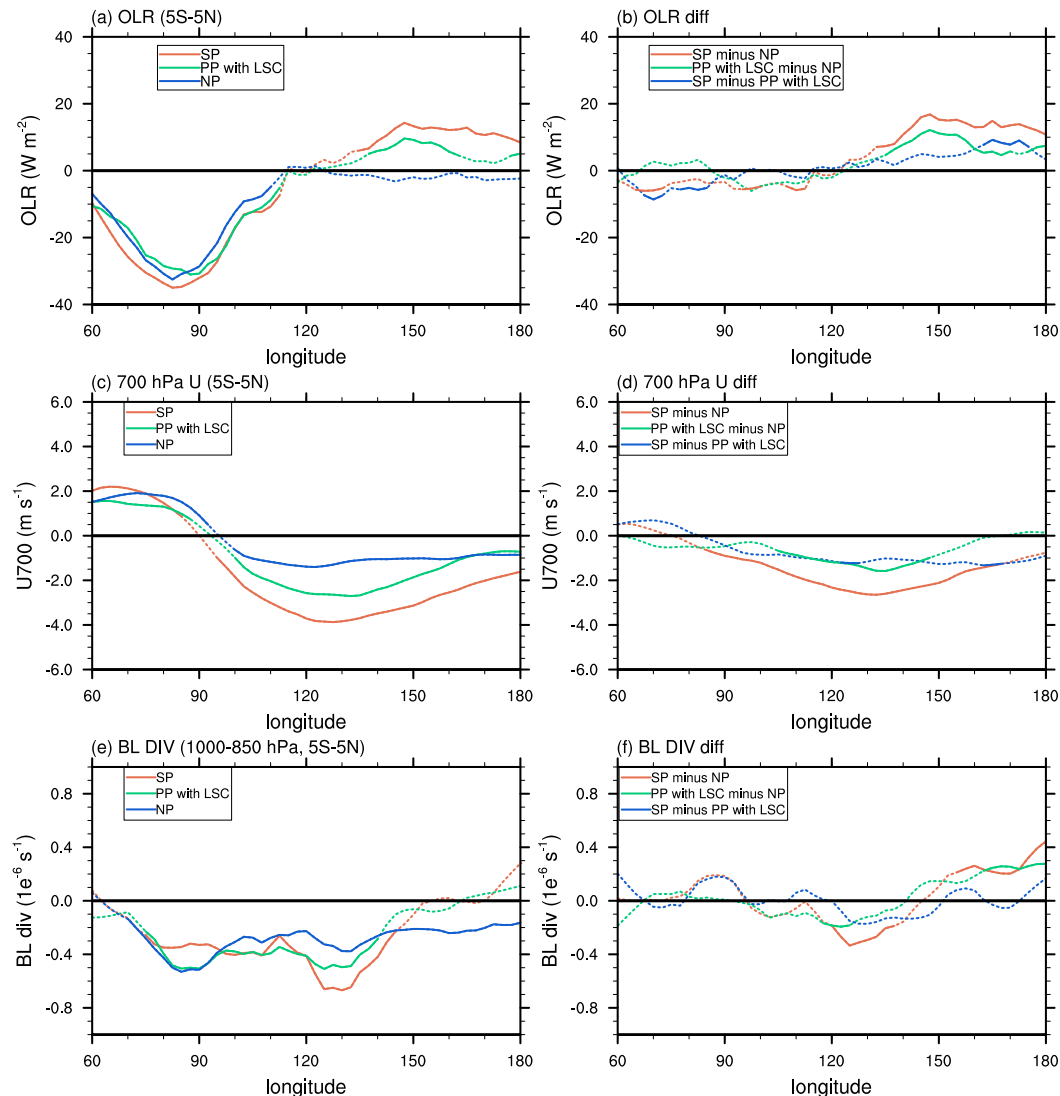 (a) OLR (5S-5N)
SP
PP with LSC
NP
OLR (W m-2)
40
20
0
-20
-40
60
90
120
150
180
longitude
(b) OLR diff
SP minus NP
PP with LSC minus NP
SP minus PP with LSC
OLR (W m-2)
40
20
0
-20
-40
60
90
120
150
180
longitude
(c) 700 hPa U (5S-5N)
SP
PP with LSC
NP
U700 (m s-1)
6.0
4.0
2.0
0.0
-2.0
-4.0
-6.0
60
90
120
150
180
longitude
(d) 700 hPa U diff
SP minus NP
PP with LSC minus NP
SP minus PP with LSC
U700 (m s-1)
6.0
4.0
2.0
0.0
-2.0
-4.0
-6.0
60
90
120
150
180
longitude
(e) BL DIV (1000-850 hPa, 5S-5N)
SP
PP with LSC
NP
BL div (1e-6 s-1)
0.8
0.4
0.0
-0.4
-0.8
60
90
120
150
180
longitude
(f) BL DIV diff
SP minus NP
PP with LSC minus NP
SP minus PP with LSC
BL div (1e-6 s-1)
0.8
0.4
0.0
-0.4
-0.8
60
90
120
150
180
longitude